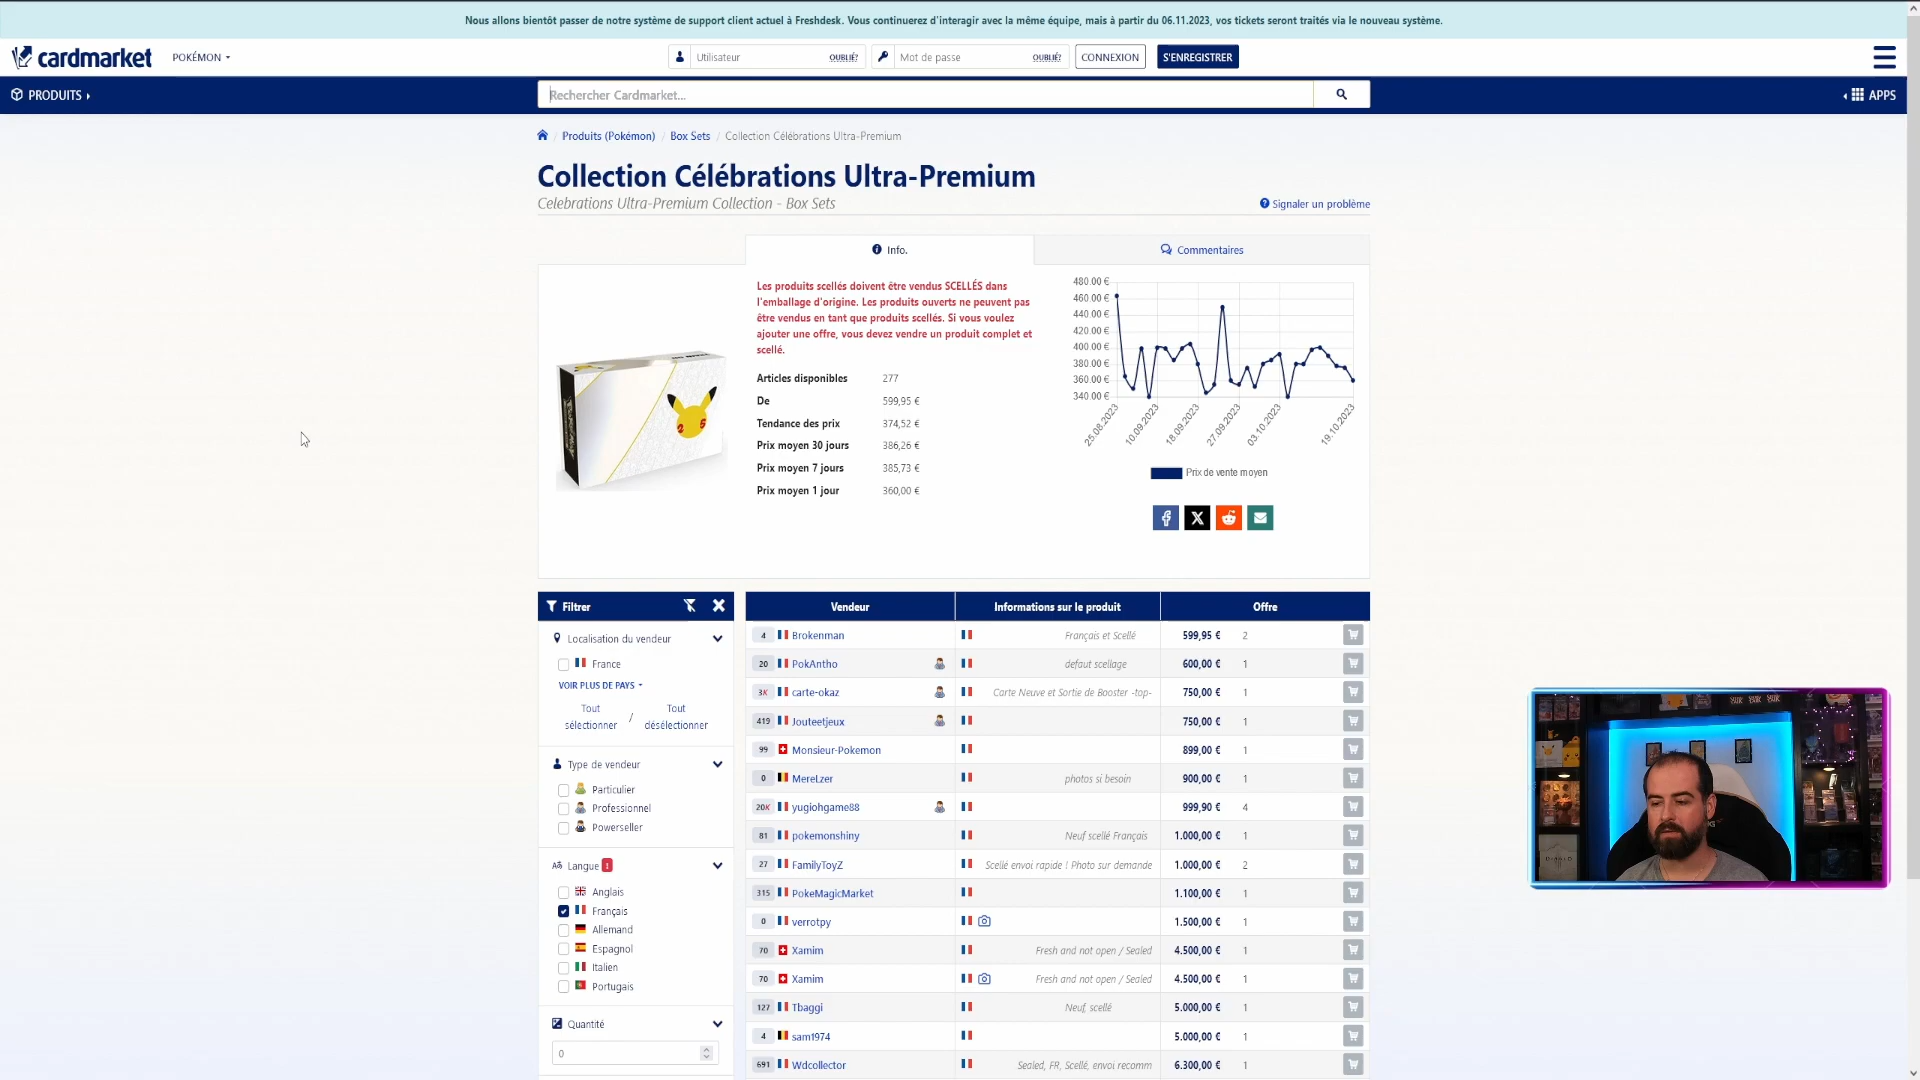 Nous allons bientôt passer de notre système de support client actuel à Freshdesk. Vous continuerez d'interagir avec la même équipe, mais à partir du 06.11.2023, vos tickets seront traités via le nouveau système.
cardmarket POKÉMON Utilisateur OUBLIÉ? Mot de passe OUBLIÉ? CONNEXION S'ENREGISTRER
PRODUITS Rechercher Cardmarket... APPS
Produits (Pokémon) / Box Sets / Collection Célébrations Ultra-Premium
Collection Célébrations Ultra-Premium
Celebrations Ultra-Premium Collection - Box Sets
Signaler un problème
Info.
Commentaires
Les produits scellés doivent être vendus SCELLÉS dans
l'emballage d'origine. Les produits ouverts ne peuvent pas
être vendus en tant que produits scellés. Si vous voulez
ajouter une offre, vous devez vendre un produit complet et
scellé.
Articles disponibles 277
De 599,95 €
Tendance des prix 374,52 €
Prix moyen 30 jours 386,26 €
Prix moyen 7 jours 385,73 €
Prix moyen 1 jour 360,00 €
480.00 €
460.00 €
440.00 €
420.00 €
400.00 €
380.00 €
360.00 €
340.00 €
25.08.2023 10.09.2023 18.09.2023 27.09.2023 03.10.2023 19.10.2023
Prix de vente moyen
Filtrer
Localisation du vendeur
France
VOIR PLUS DE PAYS
Tout sélectionner / Tout désélectionner
Type de vendeur
Particulier
Professionnel
Powerseller
Langue !
Anglais
Français
Allemand
Espagnol
Italien
Portugais
Quantité
0
Vendeur Informations sur le produit Offre
4 Brokenman Français et Scellé 599,95 € 2
20 PokAntho defaut scellage 600,00 € 1
3K carte-okaz Carte Neuve et Sortie de Booster -top- 750,00 € 1
419 Jouteetjeux 750,00 € 1
99 Monsieur-Pokemon 899,00 € 1
0 MereLzer photos si besoin 900,00 € 1
20K yugiohgame88 999,90 € 4
81 pokemonshiny Neuf scellé Français 1.000,00 € 1
27 FamilyToyZ Scellé envoi rapide ! Photo sur demande 1.000,00 € 2
315 PokeMagicMarket 1.100,00 € 1
0 verrotpy 1.500,00 € 1
70 Xamim Fresh and not open / Sealed 4.500,00 € 1
70 Xamim Fresh and not open / Sealed 4.500,00 € 1
127 Tbaggi Neuf, scellé 5.000,00 € 1
4 sam1974 5.000,00 € 1
691 Wdcollector Sealed, FR, Scellé, envoi recomm 6.300,00 € 1